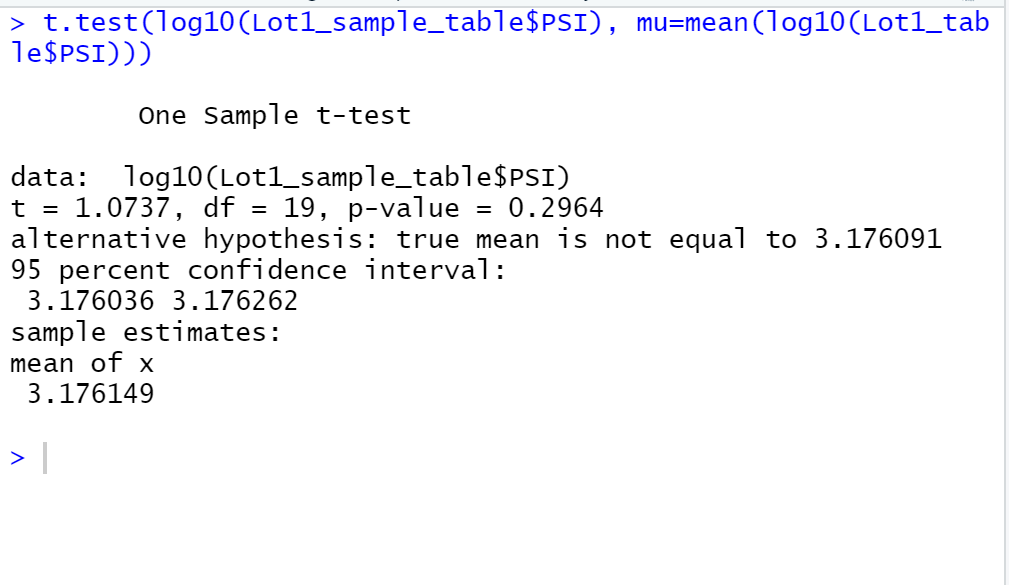 > t.test(log10(Lot1_sample_table$PSI), mu=mean(log10(Lot1_tab
le$PSI)))
One Sample t-test
data:  log10(Lot1_sample_table$PSI)
t = 1.0737, df = 19, p-value = 0.2964
alternative hypothesis: true mean is not equal to 3.176091
95 percent confidence interval:
 3.176036 3.176262
sample estimates:
mean of x
 3.176149
>